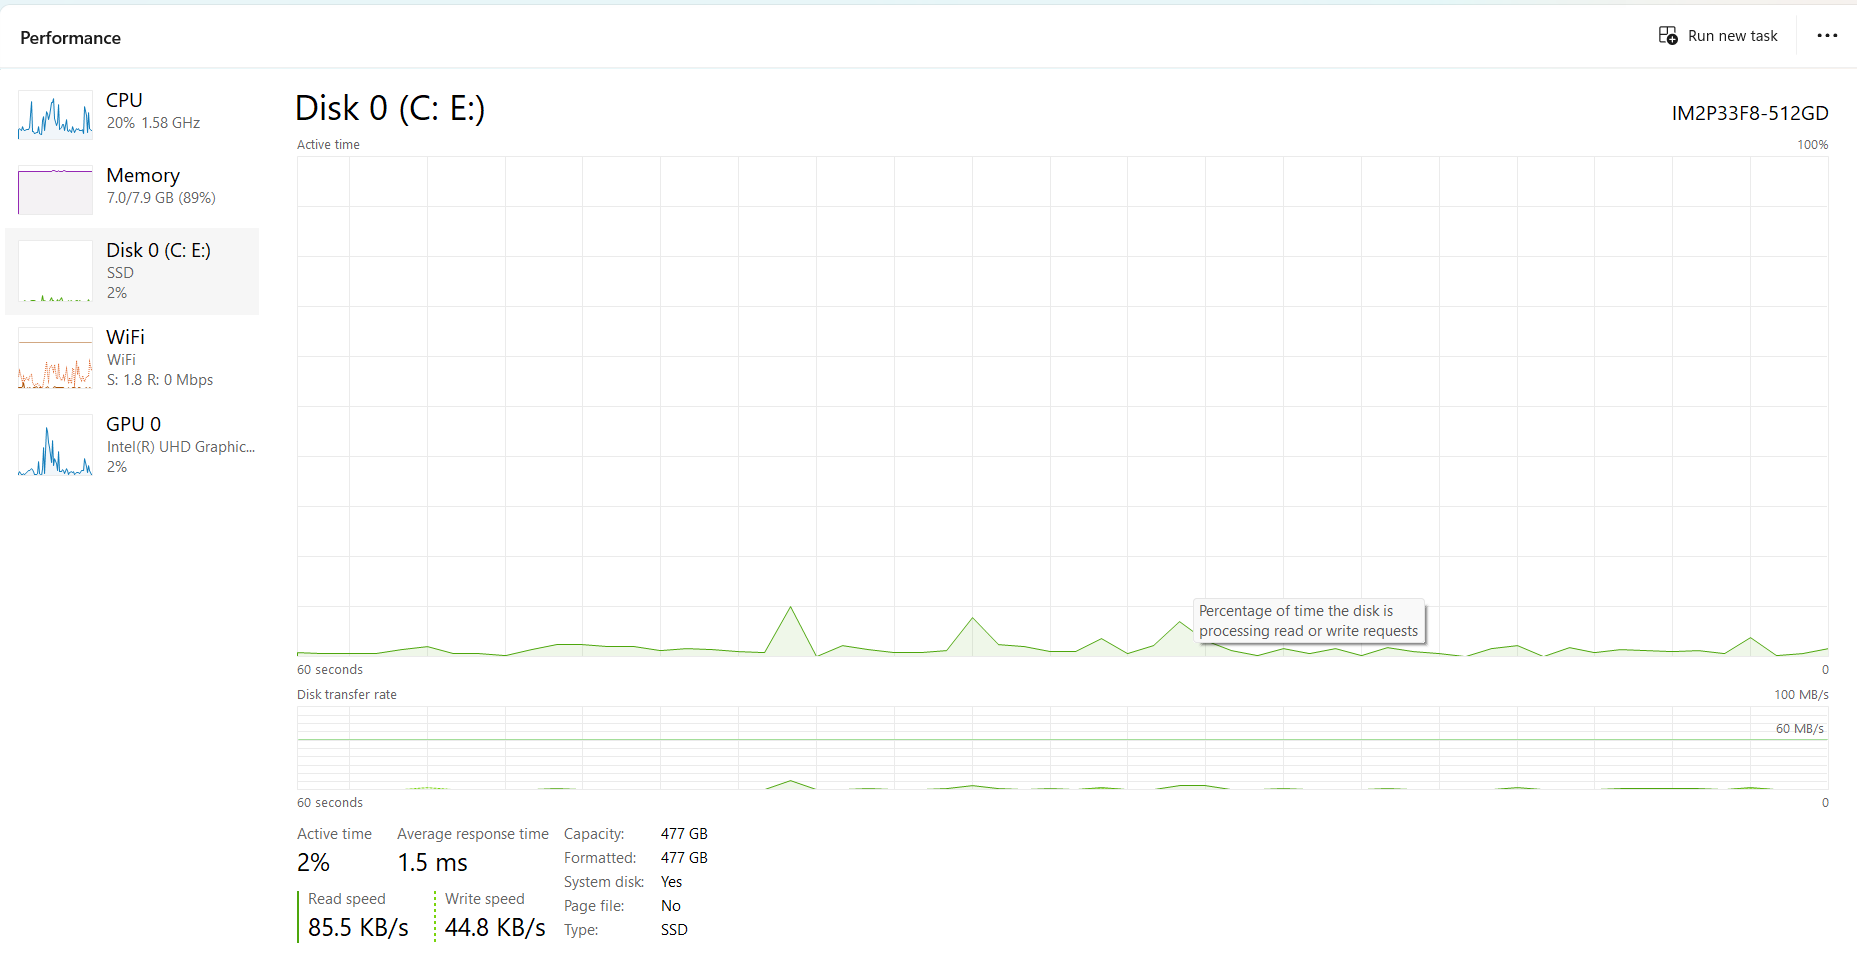 Performance
Run new task
CPU
20% 1.58 GHz
Memory
7.0/7.9 GB (89%)
Disk 0 (C: E:)
SSD
2%
WiFi
WiFi
S: 1.8 R: 0 Mbps
GPU 0
Intel(R) UHD Graphic...
2%
Disk 0 (C: E:)
IM2P33F8-512GD
Active time
100%
Percentage of time the disk is
processing read or write requests
60 seconds
0
Disk transfer rate
100 MB/s
60 MB/s
60 seconds
0
Active time
2%
Average response time
1.5 ms
Read speed
85.5 KB/s
Write speed
44.8 KB/s
Capacity: 477 GB
Formatted: 477 GB
System disk: Yes
Page file: No
Type: SSD